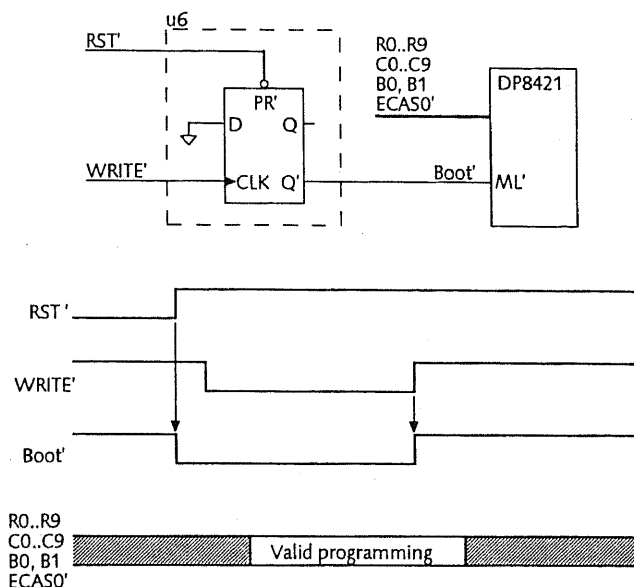 u6
RST'
R0..R9
C0..C9
B0, B1
ECAS0'
DP8421
PR'
D
Q
WRITE'
CLK
Q'
Boot'
ML'
RST '
WRITE'
Boot'
R0..R9
C0..C9
B0, B1
ECAS0'
Valid programming